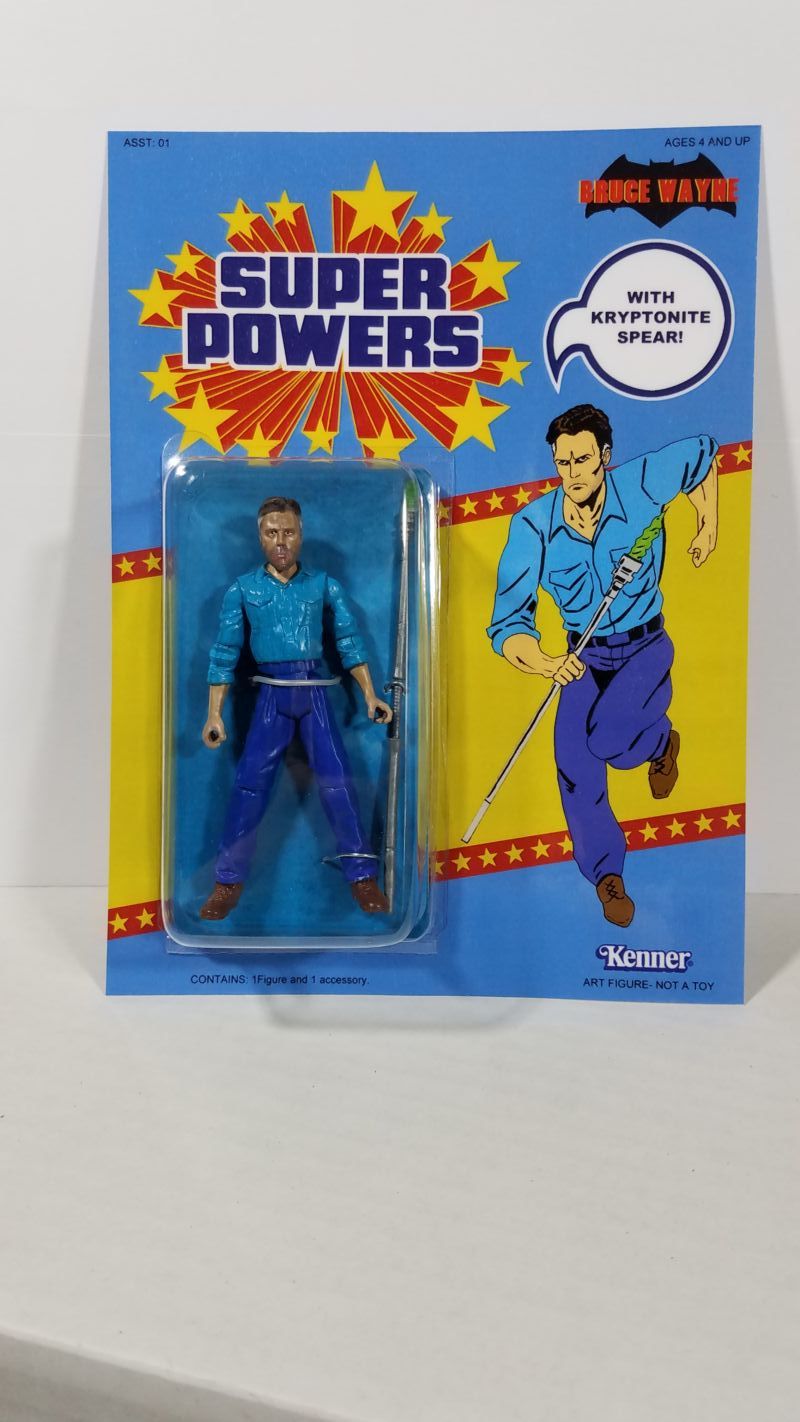 ASST: 01
AGES 4 AND UP
BRUCE WAYNE
SUPER
POWERS
WITH
KRYPTONITE
SPEAR!
Kenner
CONTAINS: 1Figure and 1 accessory.
ART FIGURE- NOT A TOY